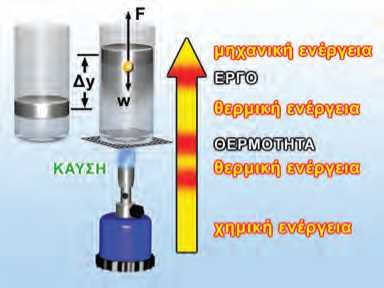 F
μηχανική ενέργεια
ΕΡΓΟ
Δy
w
θερμική ενέργεια
ΘΕΡΜΟΤΗΤΑ
ΚΑΥΣΗ
θερμική ενέργεια
χημική ενέργεια